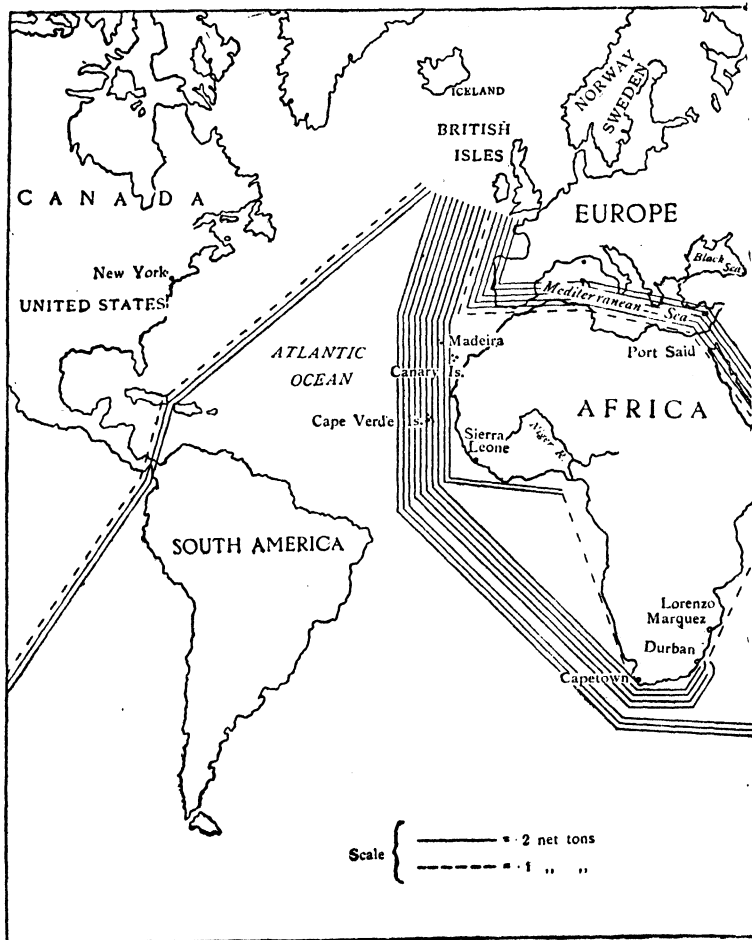 ICELAND
NORWAY
SWEDEN
BRITISH
ISLES
CANADA
EUROPE
Black
Sea
New York
UNITED STATES
Mediterranean Sea
Madeira
Port Said
ATLANTIC
OCEAN
Canary Is.
AFRICA
Cape Verde Is.
Sierra
Leone
Niger R.
SOUTH AMERICA
Lorenzo
Marquez
Durban
Capetown
Scale
= ·2 net tons
= ·1 „ „